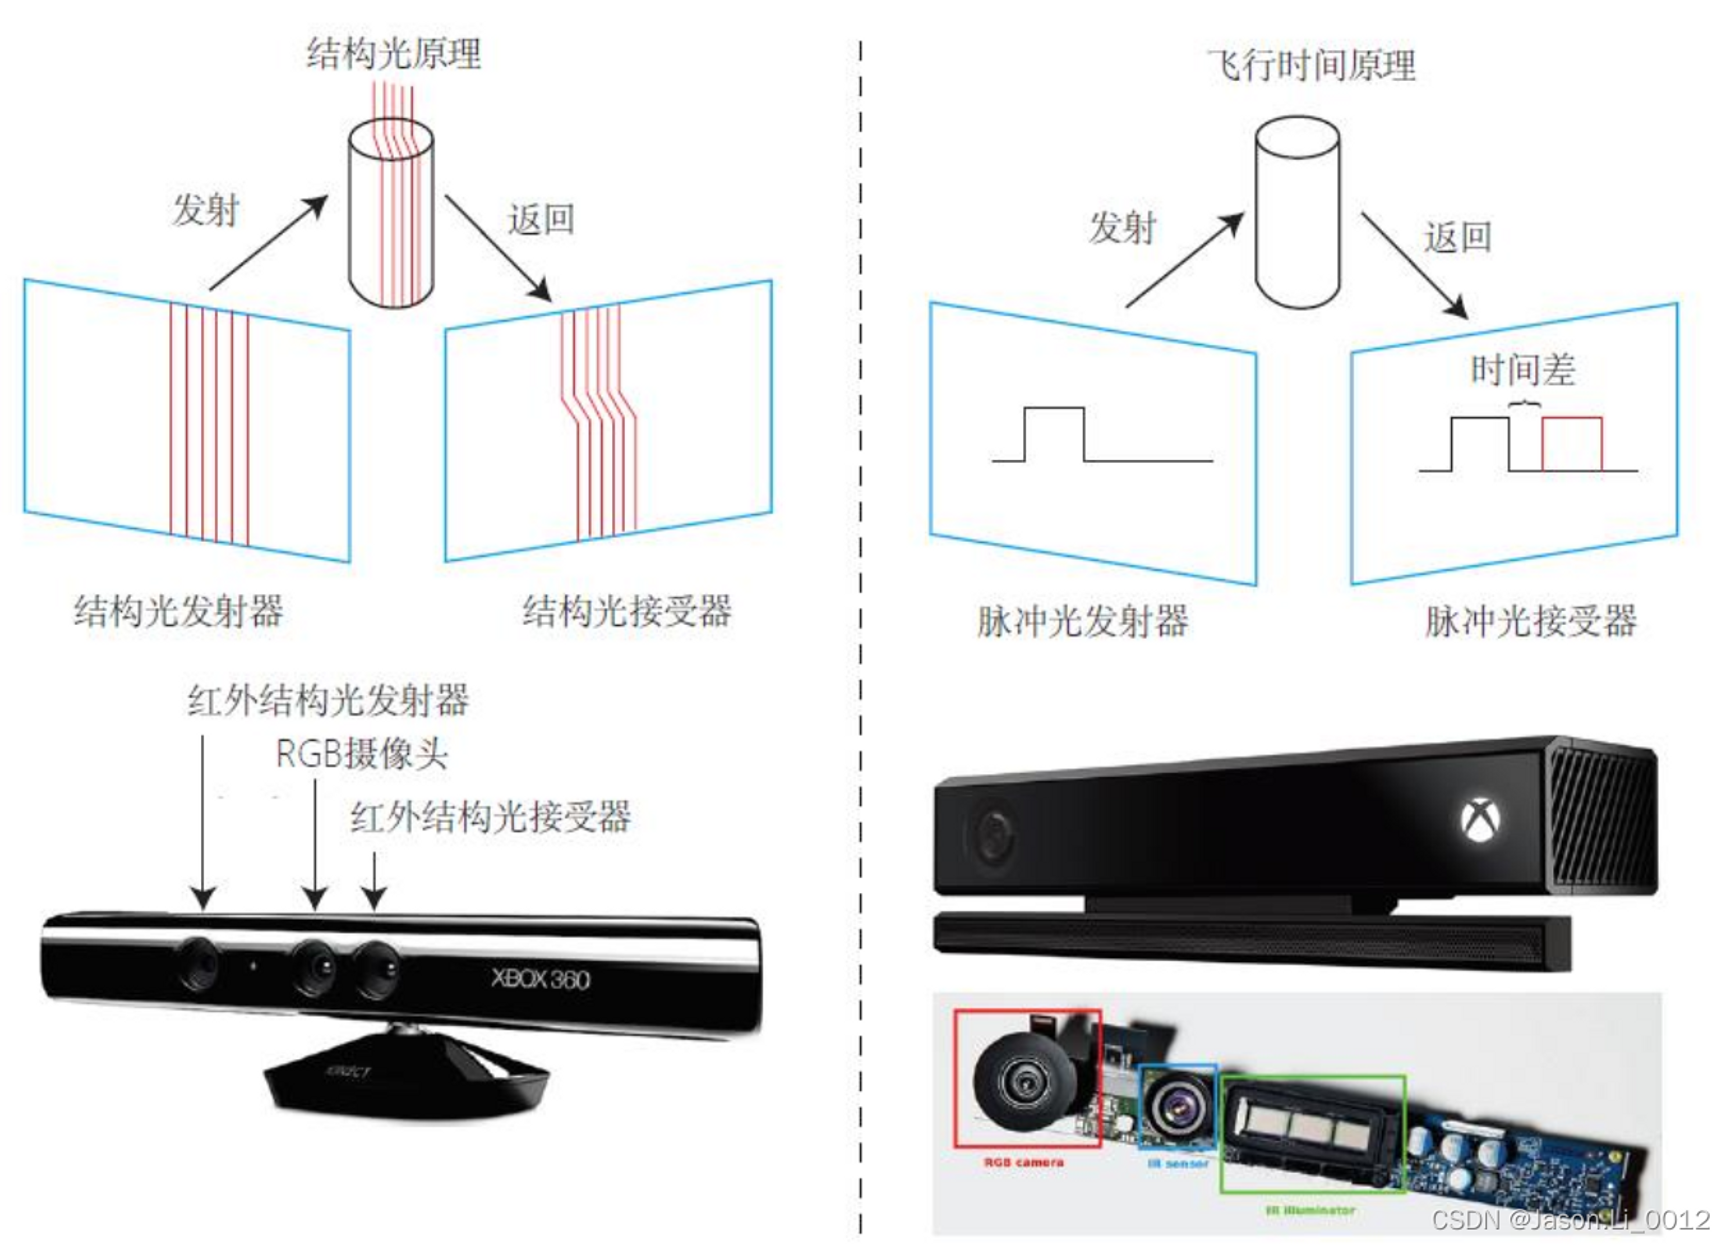 结构光原理
发射
返回
结构光发射器
结构光接受器
红外结构光发射器
RGB摄像头
红外结构光接受器
XBOX 360
KINECT
飞行时间原理
发射
返回
时间差
脉冲光发射器
脉冲光接受器
RGB camera
IR sensor
IR Illuminator
CSDN @Jason.Li_0012